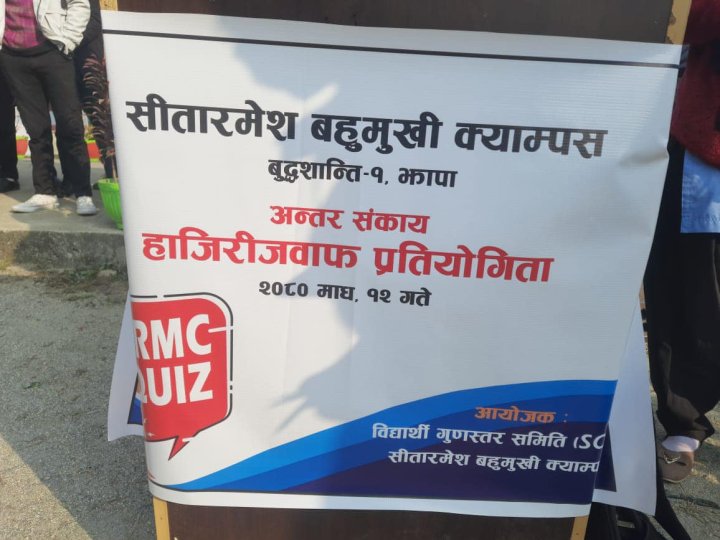 सीतारमेश बहुमुखी क्याम्पस
बुद्धशान्ति-१, झापा
अन्तर संकाय
हाजिरीजवाफ प्रतियोगिता
२०८० माघ, १२ गते
RMC
QUIZ
आयोजक :
विद्यार्थी गुणस्तर समिति (SC
सीतारमेश बहुमुखी क्याम्प